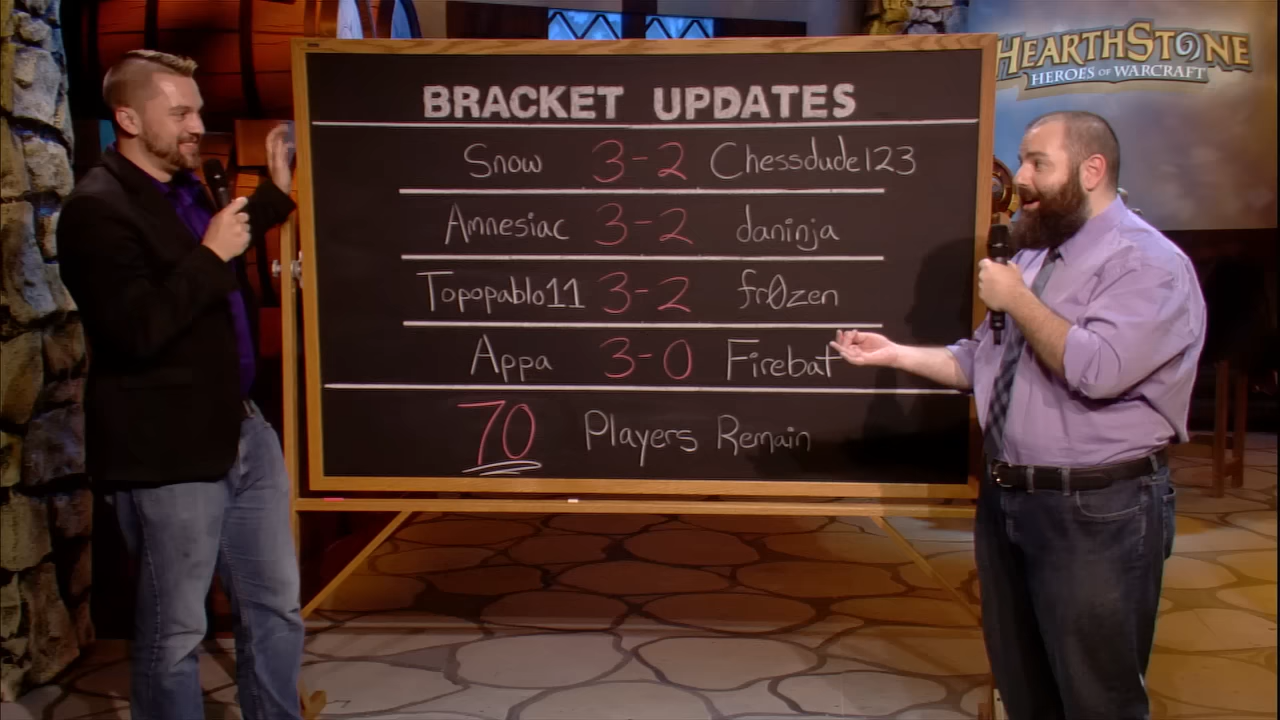 HEARTHSTONE
HEROES OF WARCRAFT
BRACKET UPDATES
Snow 3-2 Chessdude123
Amnesiac 3-2 daninja
Topopablo11 3-2 fr0zen
Appa 3-0 Firebat
70 Players Remain